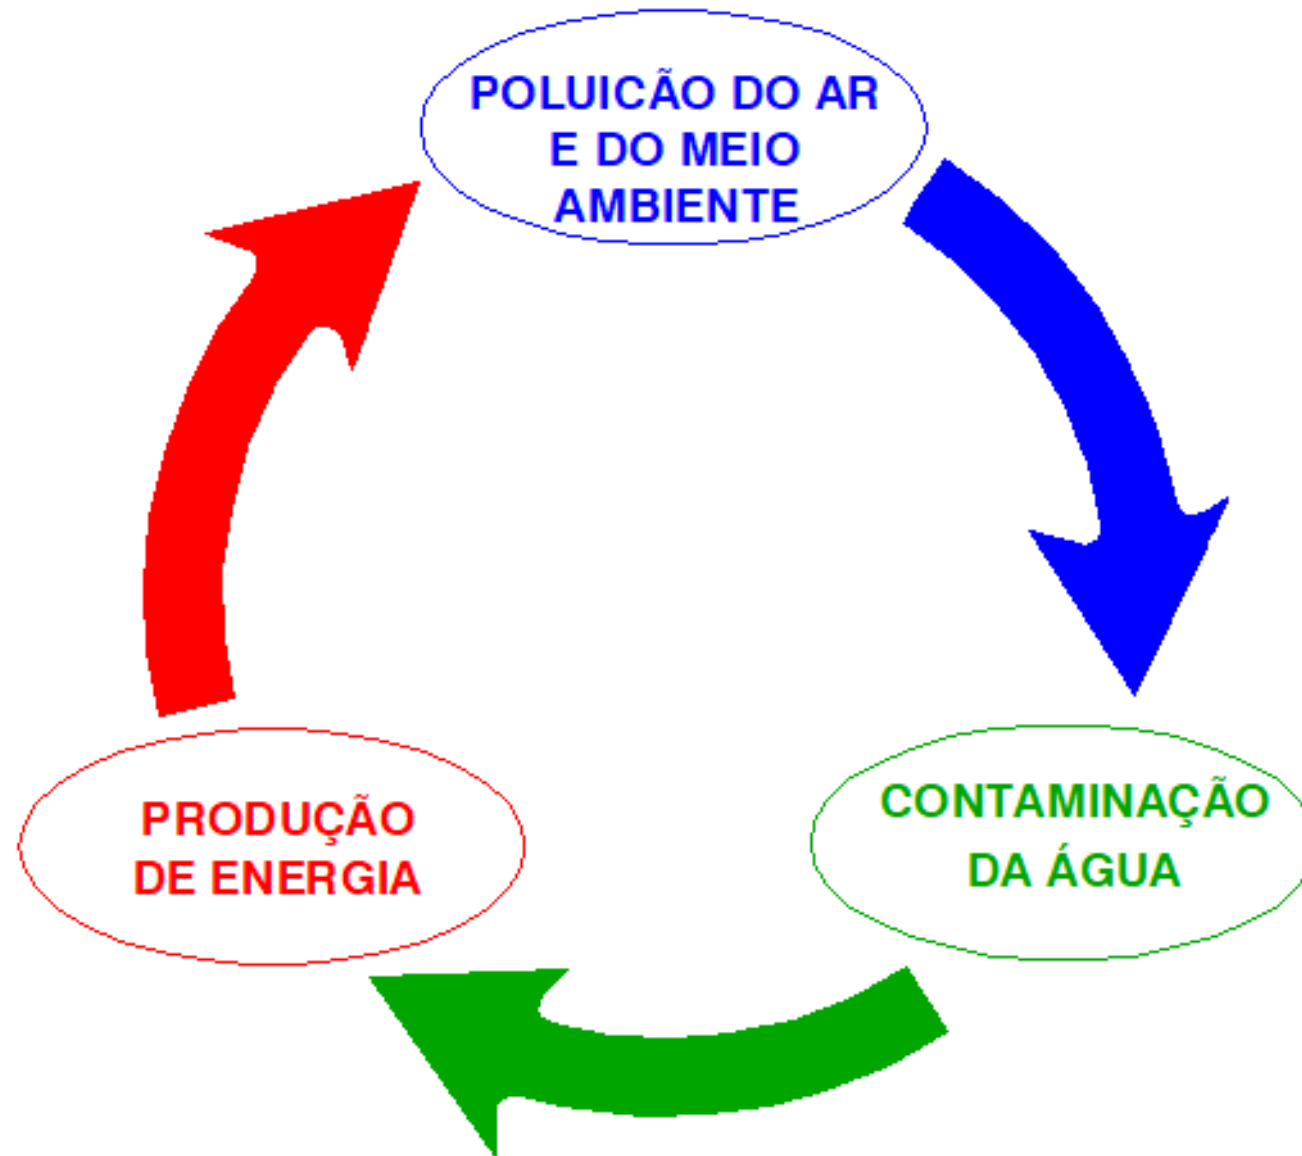 POLUICÃO DO AR
E DO MEIO
AMBIENTE
CONTAMINAÇÃO
DA ÁGUA
PRODUÇÃO
DE ENERGIA